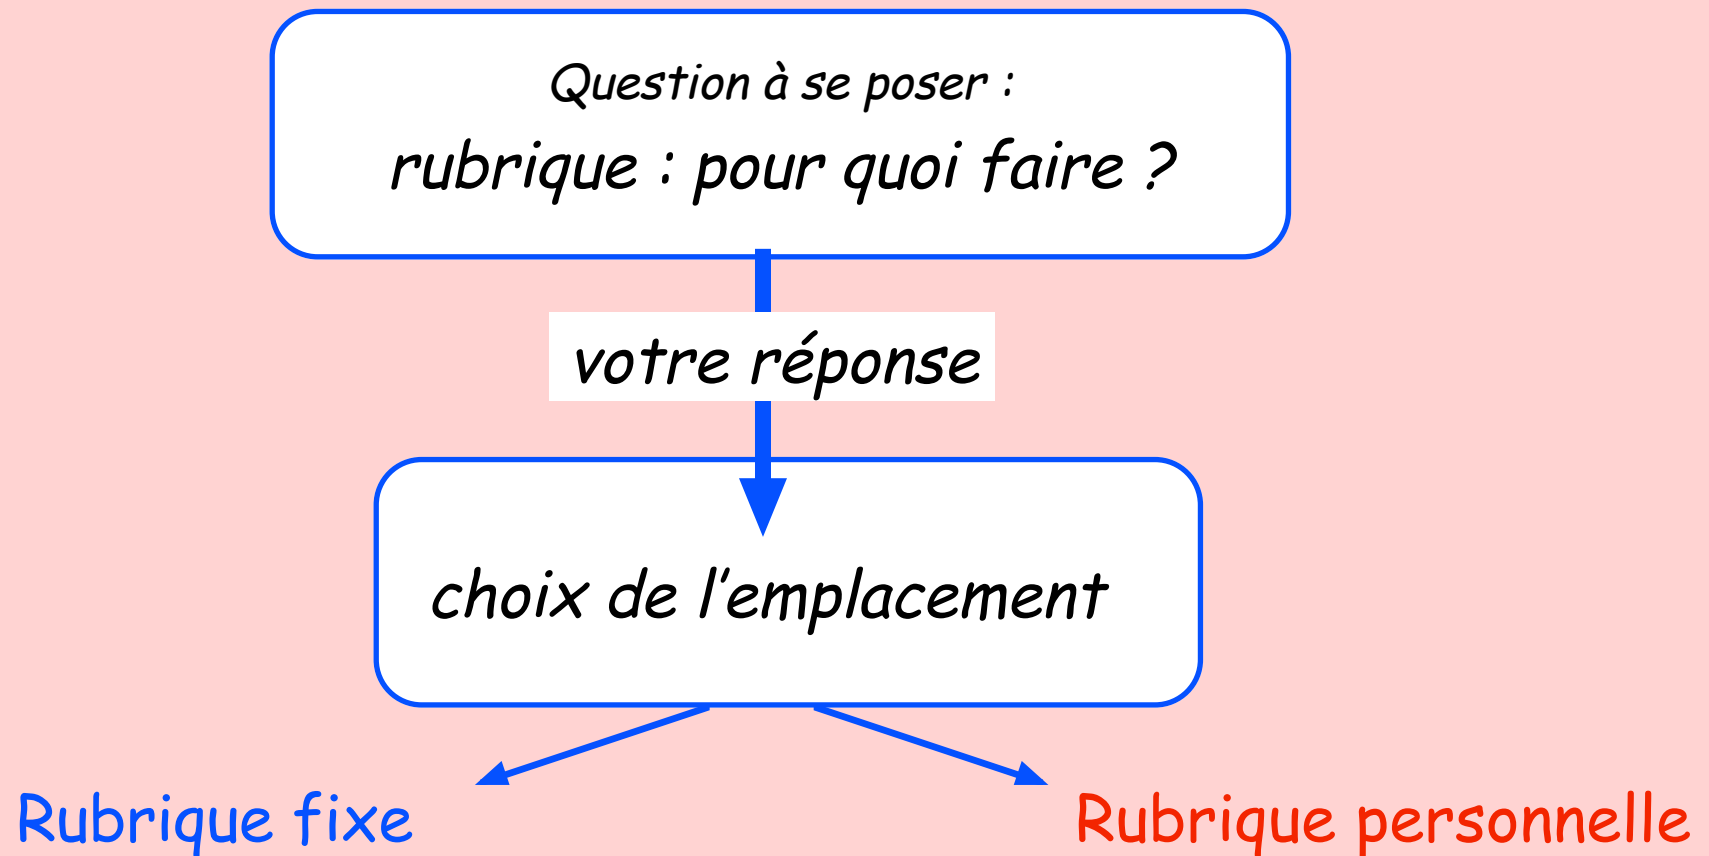 Question à se poser :
rubrique : pour quoi faire ?
votre réponse
choix de l’emplacement
Rubrique fixe
Rubrique personnelle